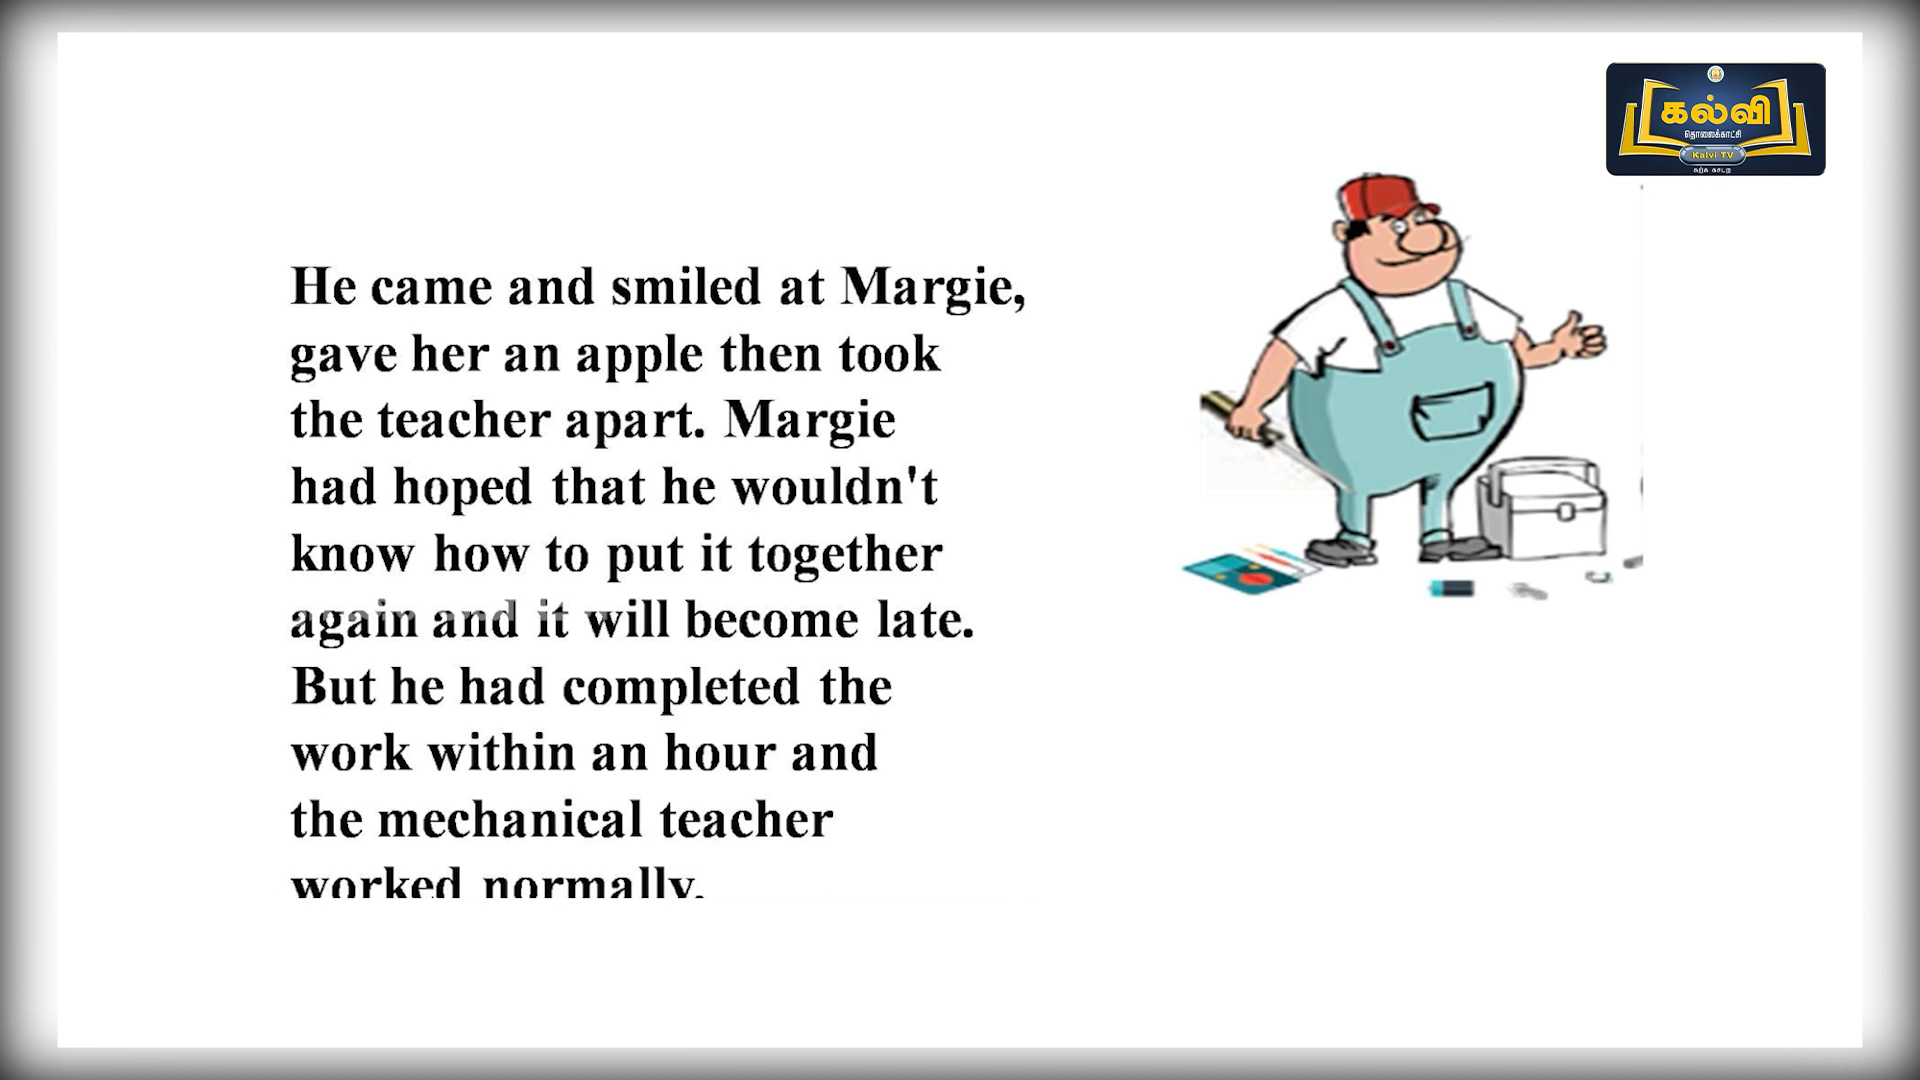 கல்வி
தொலைக்காட்சி
Kalvi TV
He came and smiled at Margie,
gave her an apple then took
the teacher apart. Margie
had hoped that he wouldn't
know how to put it together
again and it will become late.
But he had completed the
work within an hour and
the mechanical teacher
worked normally.